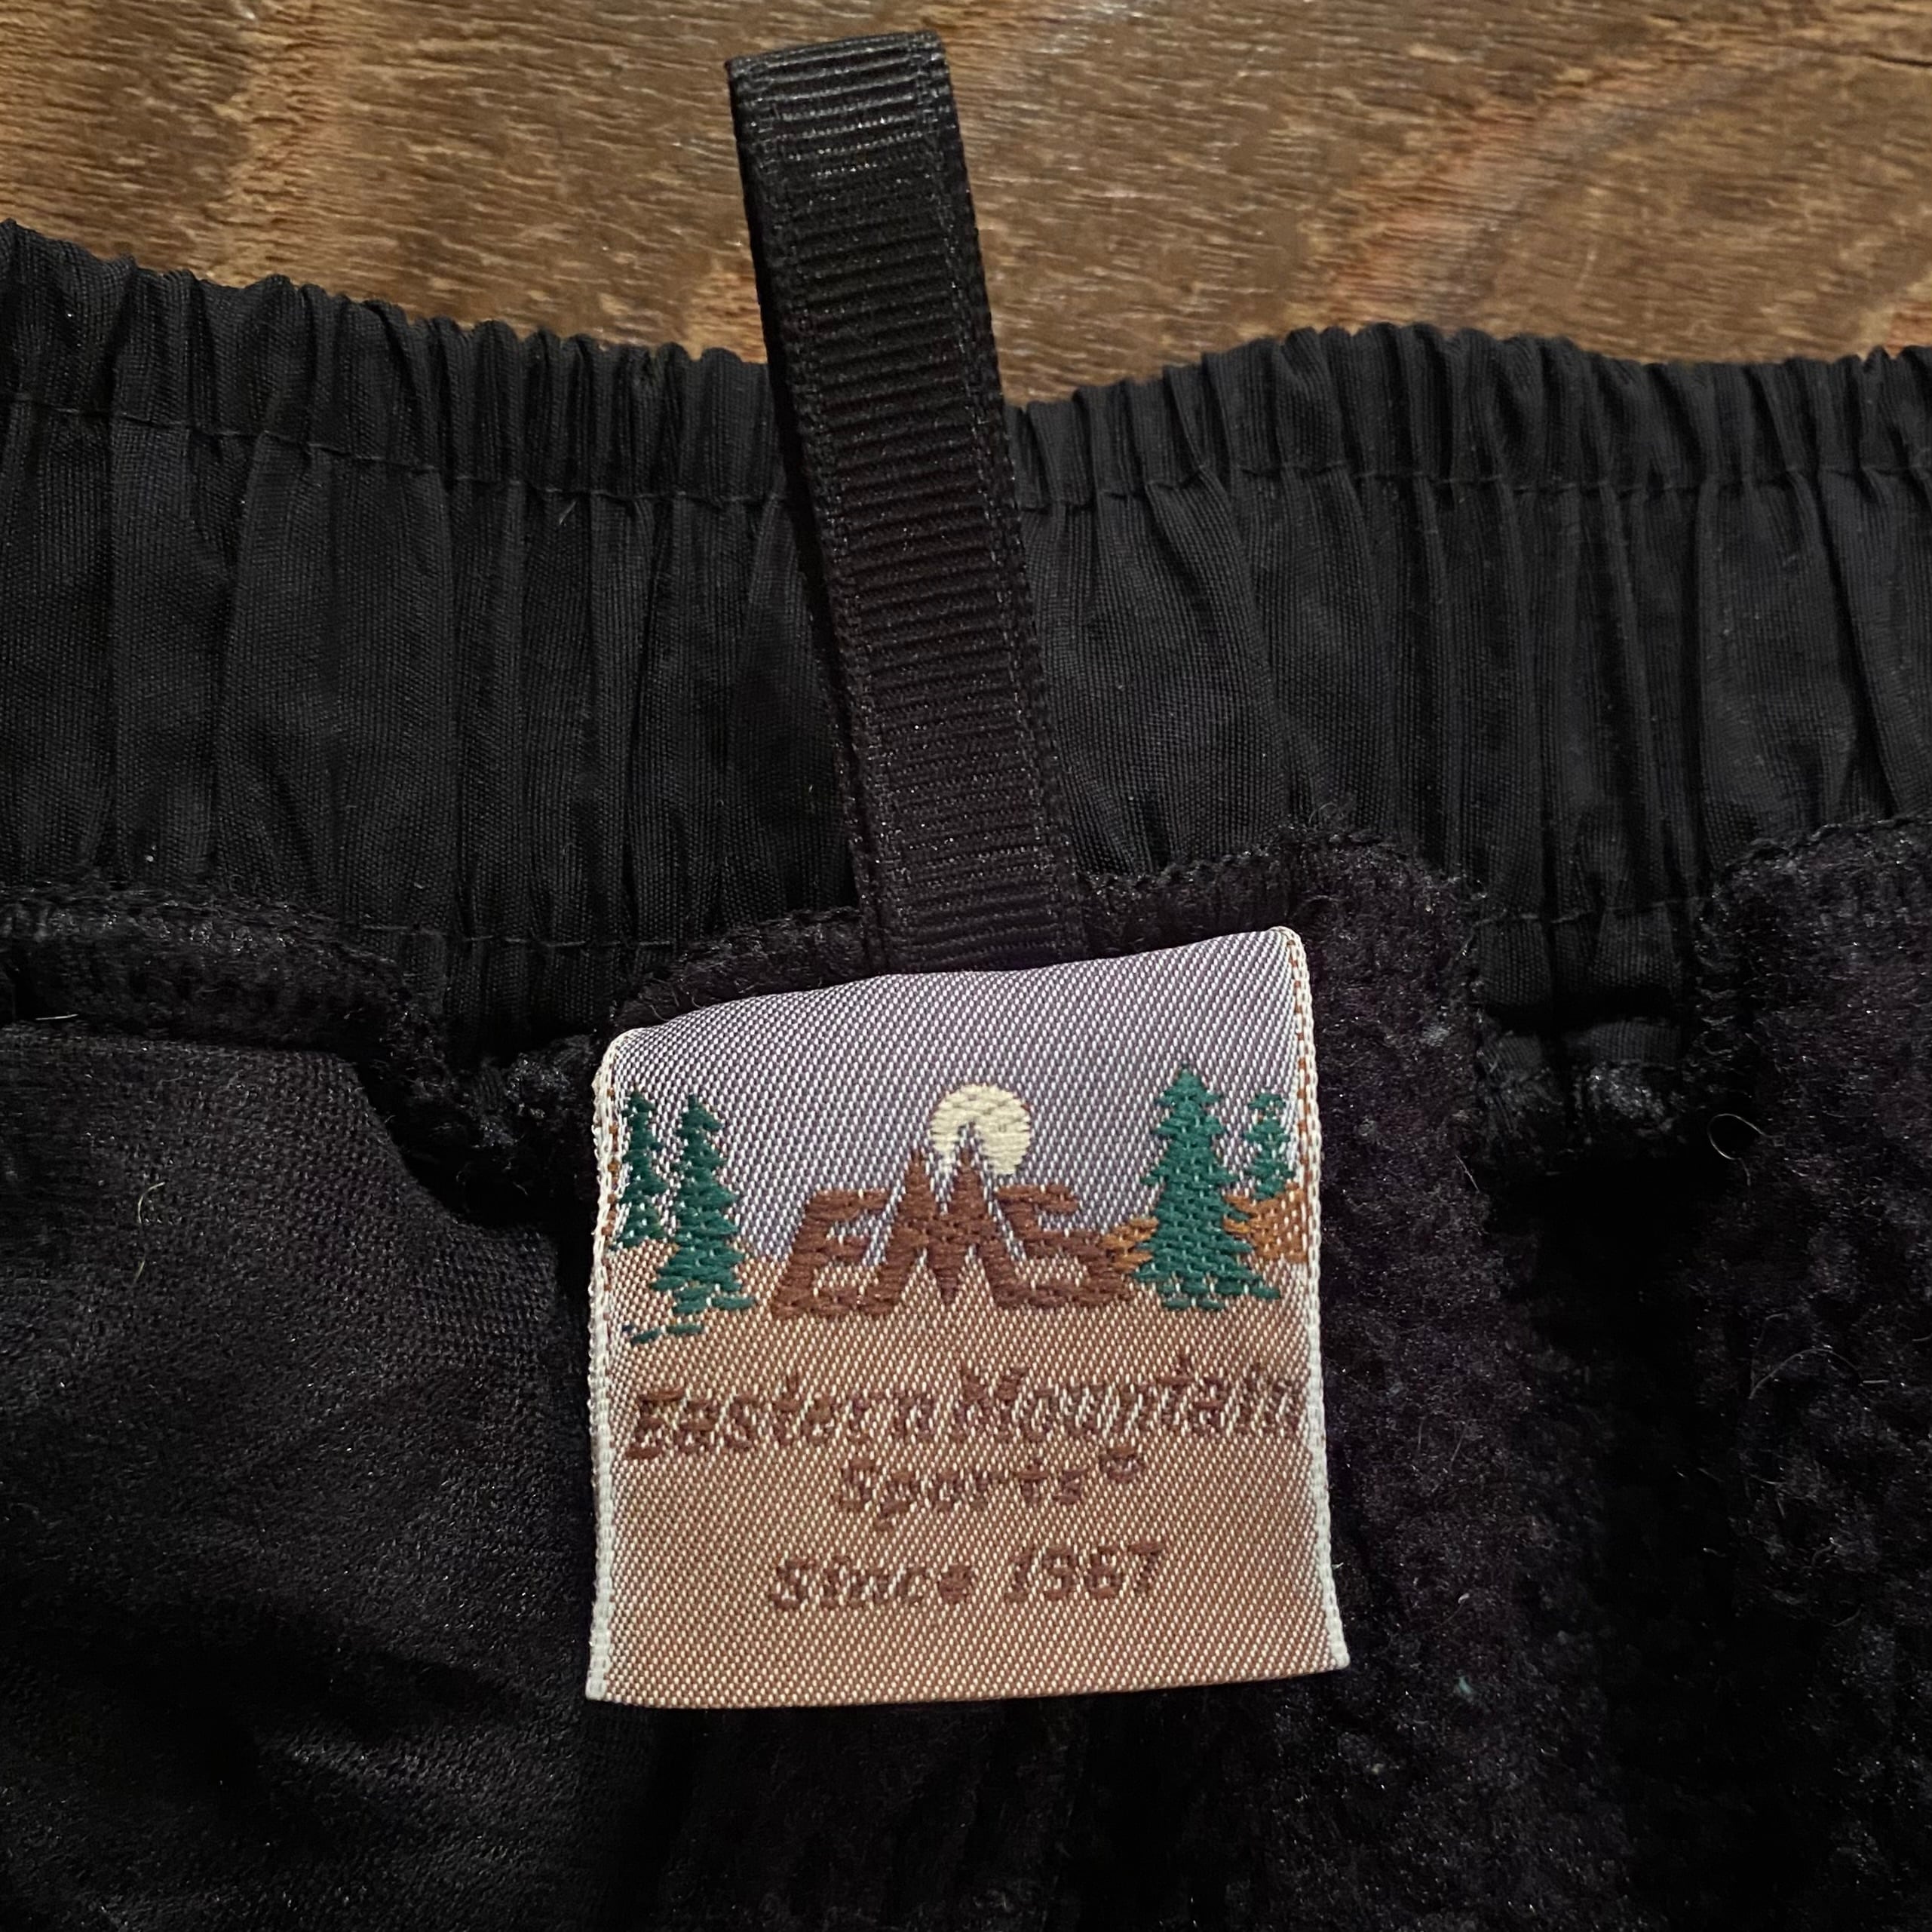 EMS
Eastern Mountain
Sports®
Since 1967